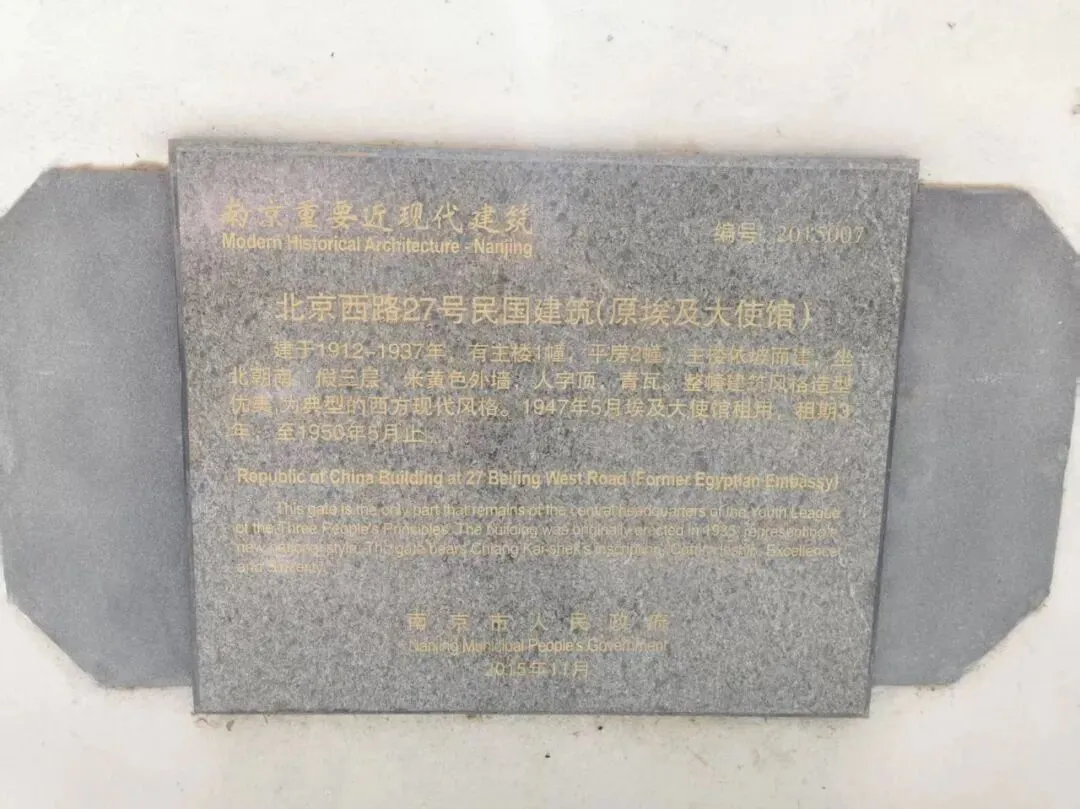 南京重要近现代建筑
Modern Historical Architecture - Nanjing
编号: 2015007
北京西路27号民国建筑(原埃及大使馆)
建于1912-1937年,有主楼1幢,平房2幢,主楼依坡而建,坐
北朝南,假三层,米黄色外墙,人字顶,青瓦。整幢建筑风格造型
优美,为典型的西方现代风格。1947年5月埃及大使馆租用,租期3
年,至1950年5月止。
Republic of China Building at 27 Beijing West Road (Former Egyptian Embassy)
This gate is the only part that remains of the central headquarters of the Youth League
of the Three People's Principles. The building was originally erected in 1935, representing
new national style. The gate bears Chiang Kai-shek's inscription, Excellence,
and Sincerity.
南京市人民政府
Nanjing Municipal People's Government
2015年11月